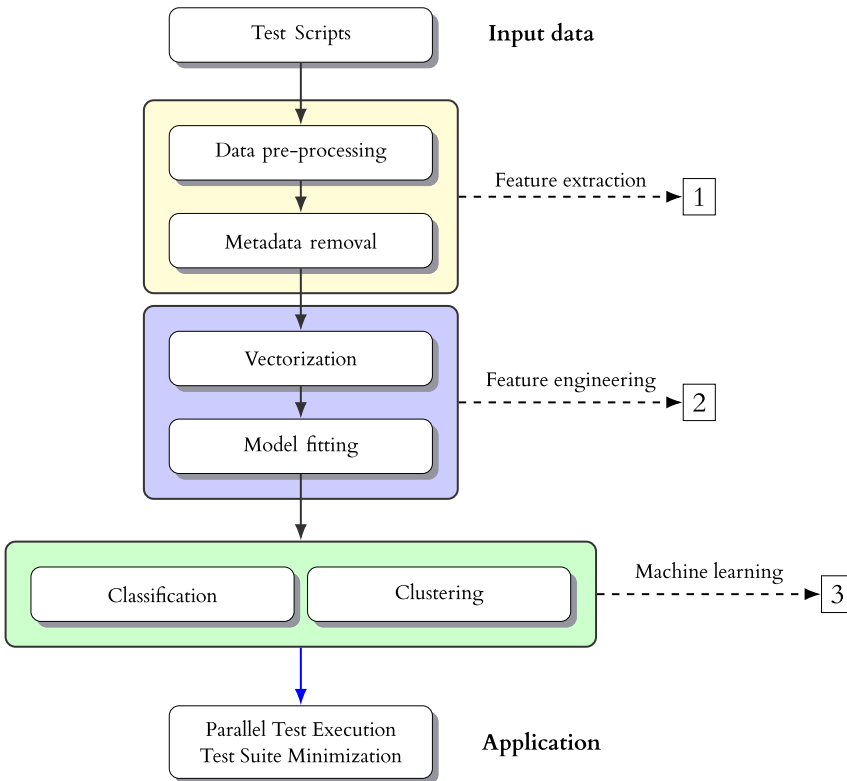 Test Scripts
Input data
Data pre-processing
Feature extraction
1
Metadata removal
Vectorization
Feature engineering
2
Model fitting
Machine learning
Classification
Clustering
3
Parallel Test Execution
Test Suite Minimization
Application